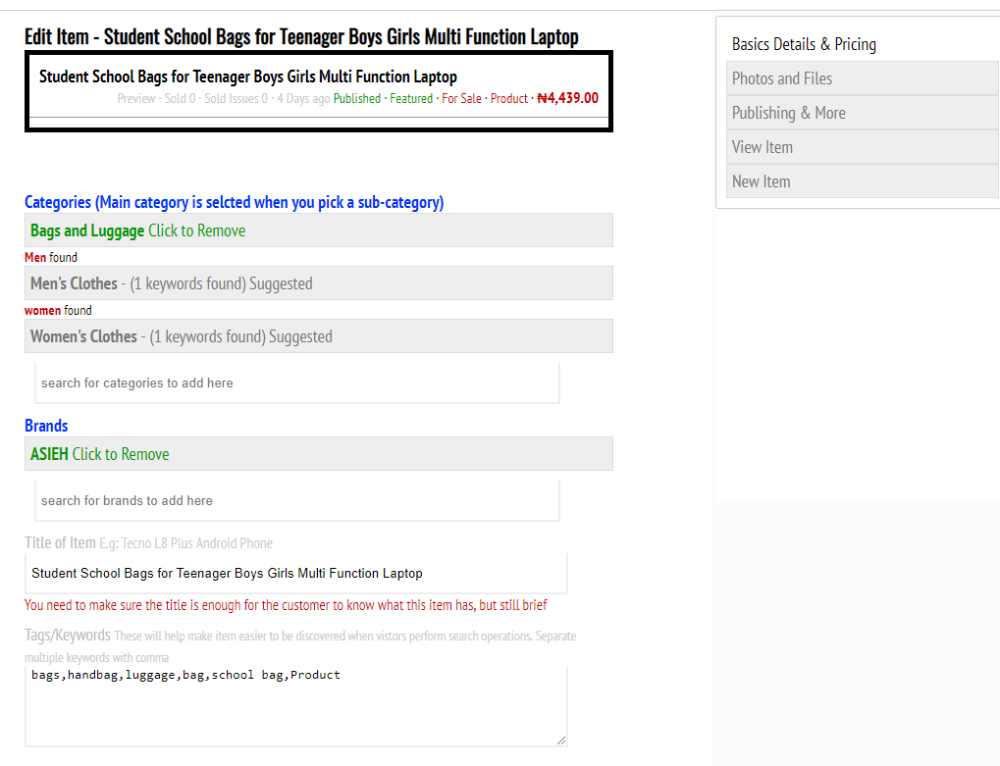 Edit Item - Student School Bags for Teenager Boys Girls Multi Function Laptop
Student School Bags for Teenager Boys Girls Multi Function Laptop
Preview · Sold 0 · Sold Issues 0 · 4 Days ago Published · Featured · For Sale · Product · ₦4,439.00
Categories (Main category is selcted when you pick a sub-category)
Bags and Luggage Click to Remove
Men found
Men's Clothes - (1 keywords found) Suggested
women found
Women's Clothes - (1 keywords found) Suggested
search for categories to add here
Brands
ASIEH Click to Remove
search for brands to add here
Title of Item E.g: Tecno L8 Plus Android Phone
Student School Bags for Teenager Boys Girls Multi Function Laptop
You need to make sure the title is enough for the customer to know what this item has, but still brief
Tags/Keywords These will help make item easier to be discovered when vistors perform search operations. Separate
multiple keywords with comma
bags,handbag,luggage,bag,school bag,Product
Basics Details & Pricing
Photos and Files
Publishing & More
View Item
New Item